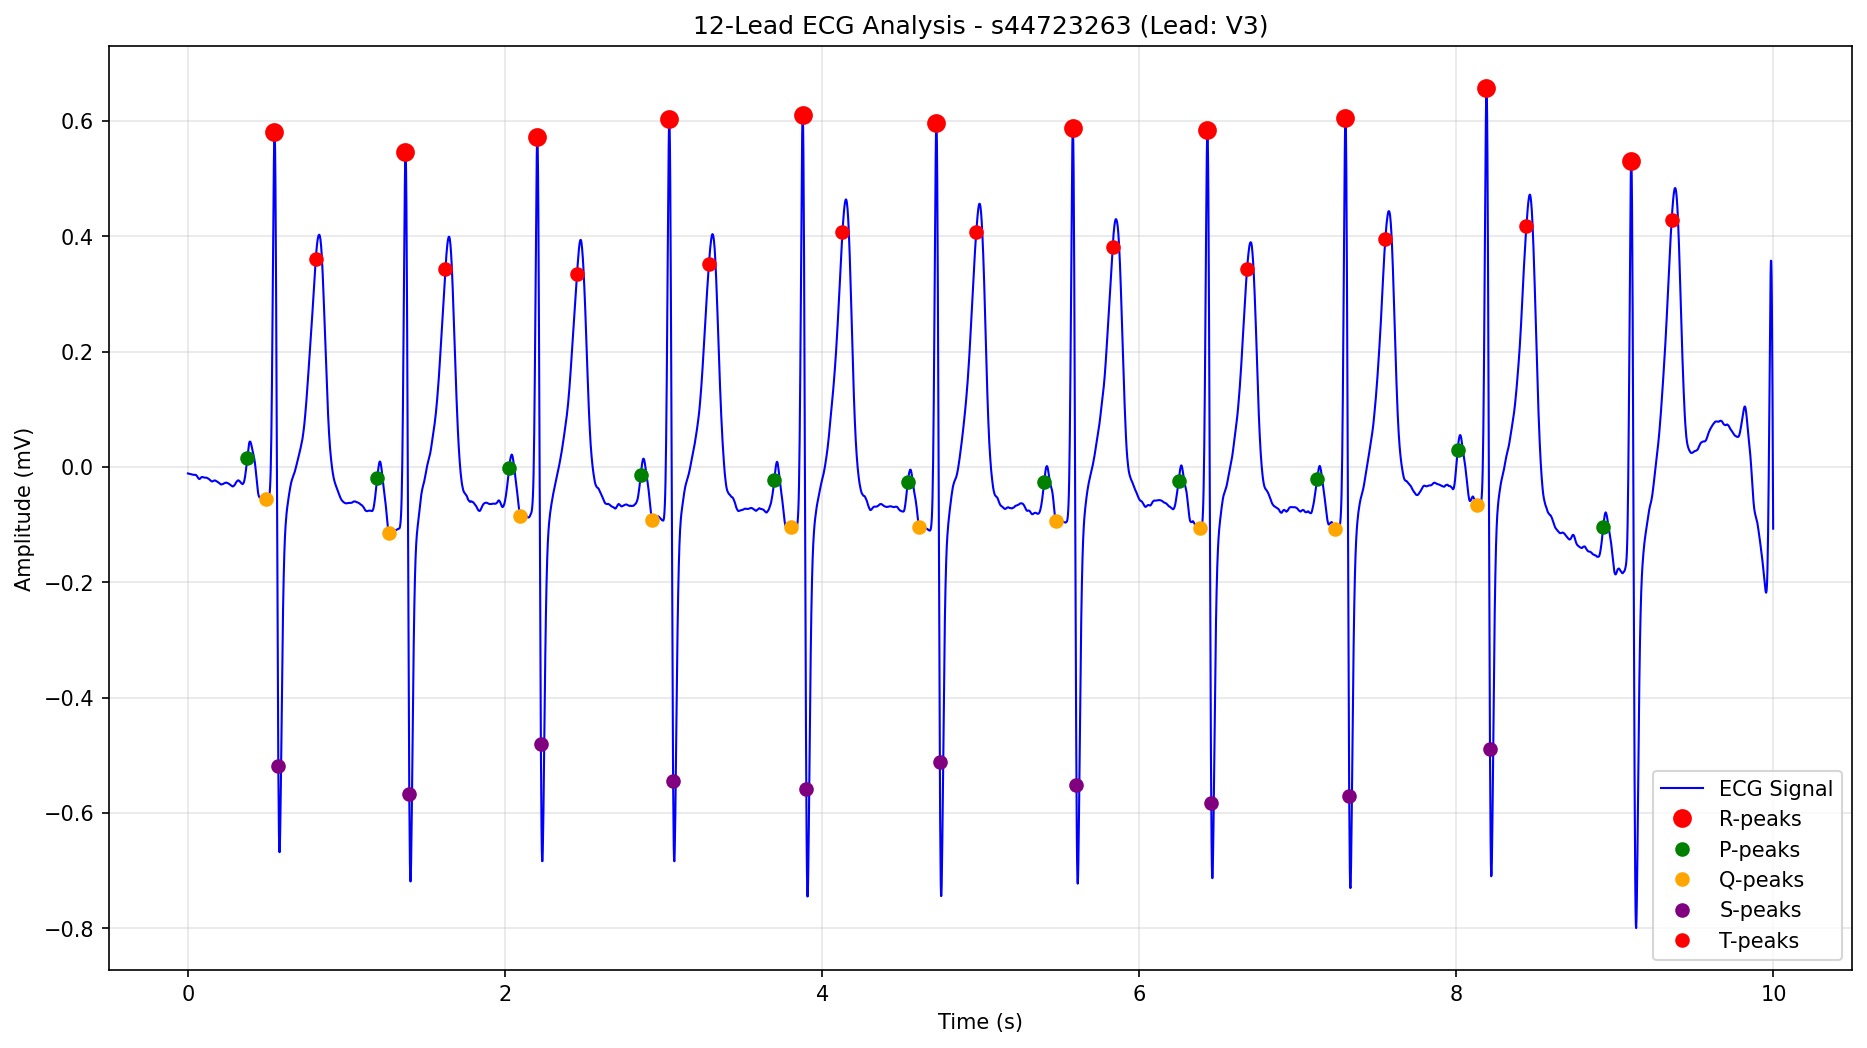 12-Lead ECG Analysis - s44723263 (Lead: V3)
Amplitude (mV)
0.6
0.4
0.2
0.0
−0.2
−0.4
−0.6
−0.8
0 2 4 6 8 10
Time (s)
ECG Signal
R-peaks
P-peaks
Q-peaks
S-peaks
T-peaks